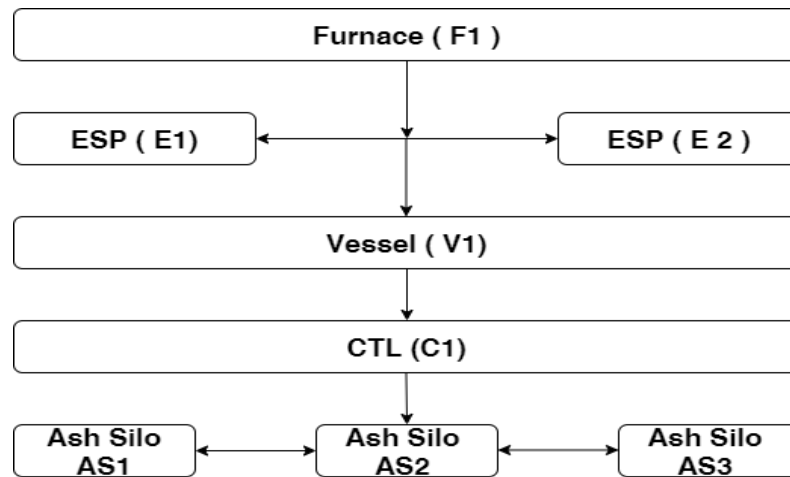 Furnace ( F1 )
ESP ( E1)
ESP ( E 2 )
Vessel ( V1)
CTL (C1)
Ash Silo
AS1
Ash Silo
AS2
Ash Silo
AS3